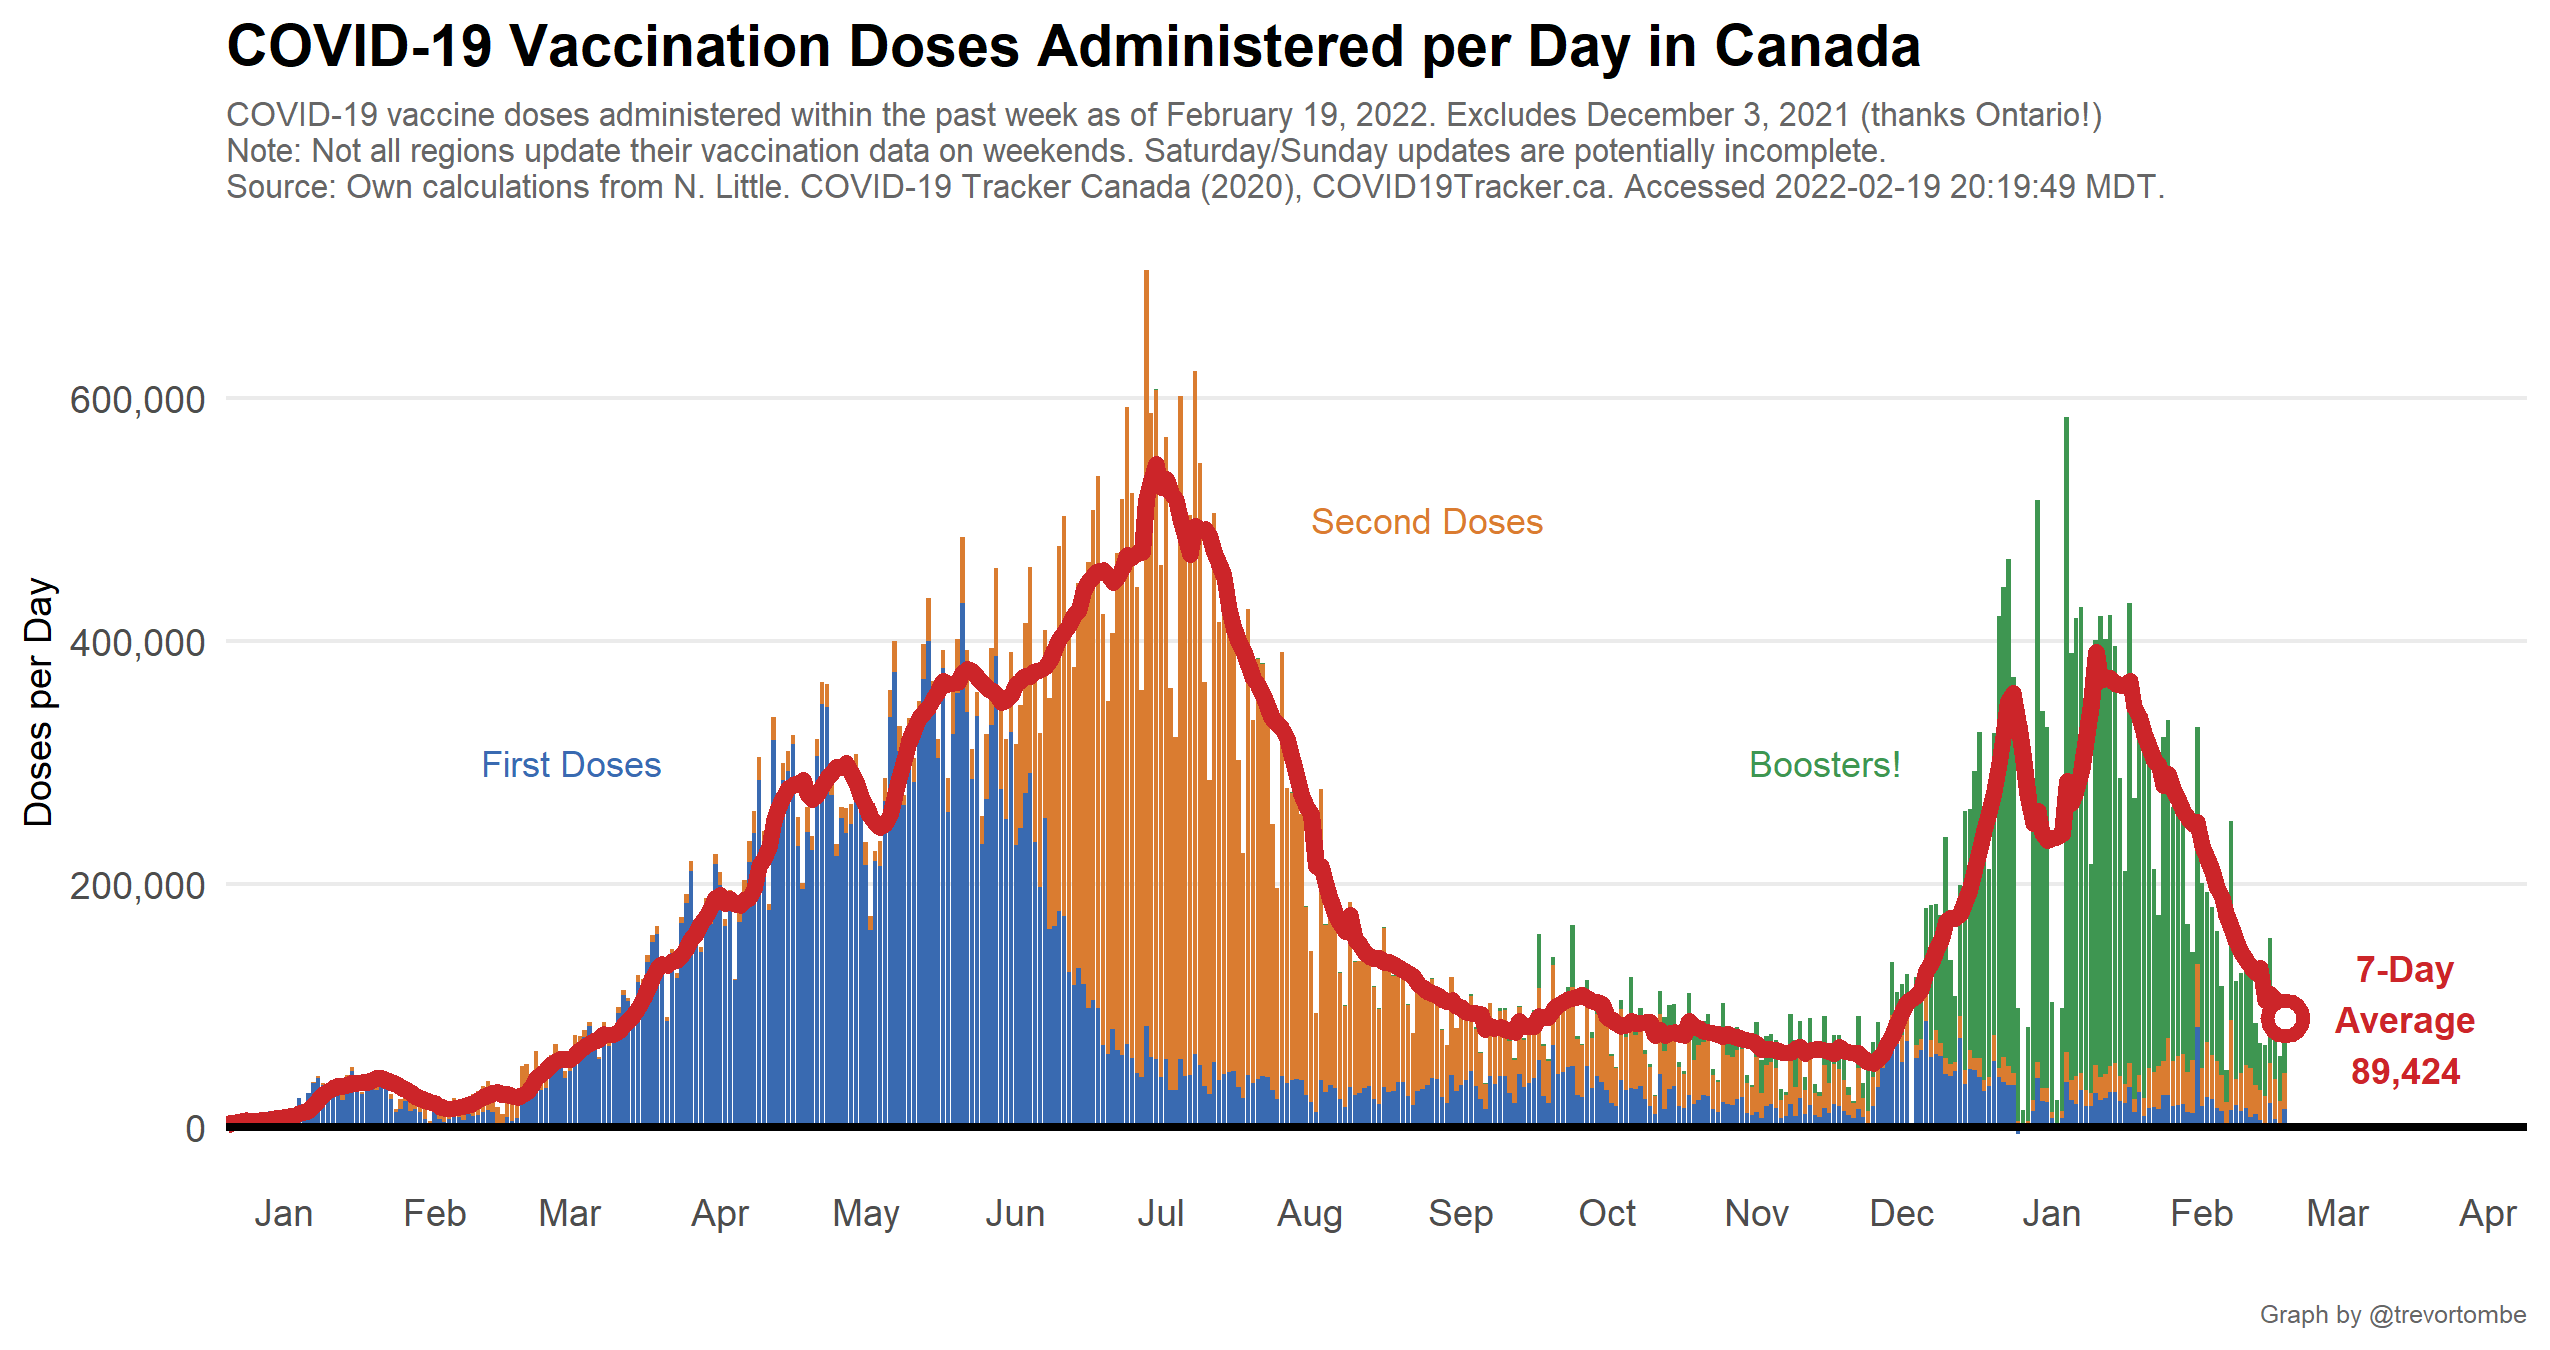 COVID-19 Vaccination Doses Administered per Day in Canada
COVID-19 vaccine doses administered within the past week as of February 19, 2022. Excludes December 3, 2021 (thanks Ontario!)
Note: Not all regions update their vaccination data on weekends. Saturday/Sunday updates are potentially incomplete.
Source: Own calculations from N. Little. COVID-19 Tracker Canada (2020), COVID19Tracker.ca. Accessed 2022-02-19 20:19:49 MDT.
Doses per Day
600,000
400,000
200,000
0
First Doses
Second Doses
Boosters!
7-Day
Average
89,424
Jan Feb Mar Apr May Jun Jul Aug Sep Oct Nov Dec Jan Feb Mar Apr
Graph by @trevortombe